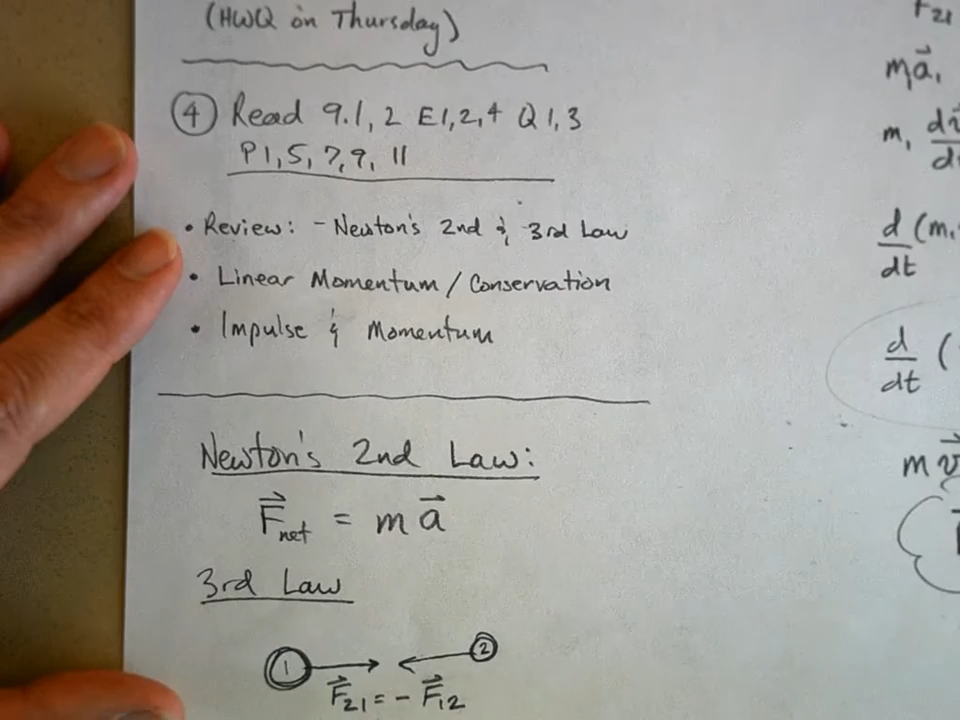 (HWQ on Thursday)
④ Read 9.1, 2 E1,2,4 Q 1,3
P1, 5, 7, 9, 11
• Review: - Newton's 2nd & 3rd Law
• Linear Momentum / Conservation
• Impulse & Momentum
Newton's 2nd Law:
F⃗net = m a⃗
3rd Law
① ②
F⃗21 = - F⃗12
F21
ma⃗1
m1
d
dt
(m1
d
dt
(
m v⃗